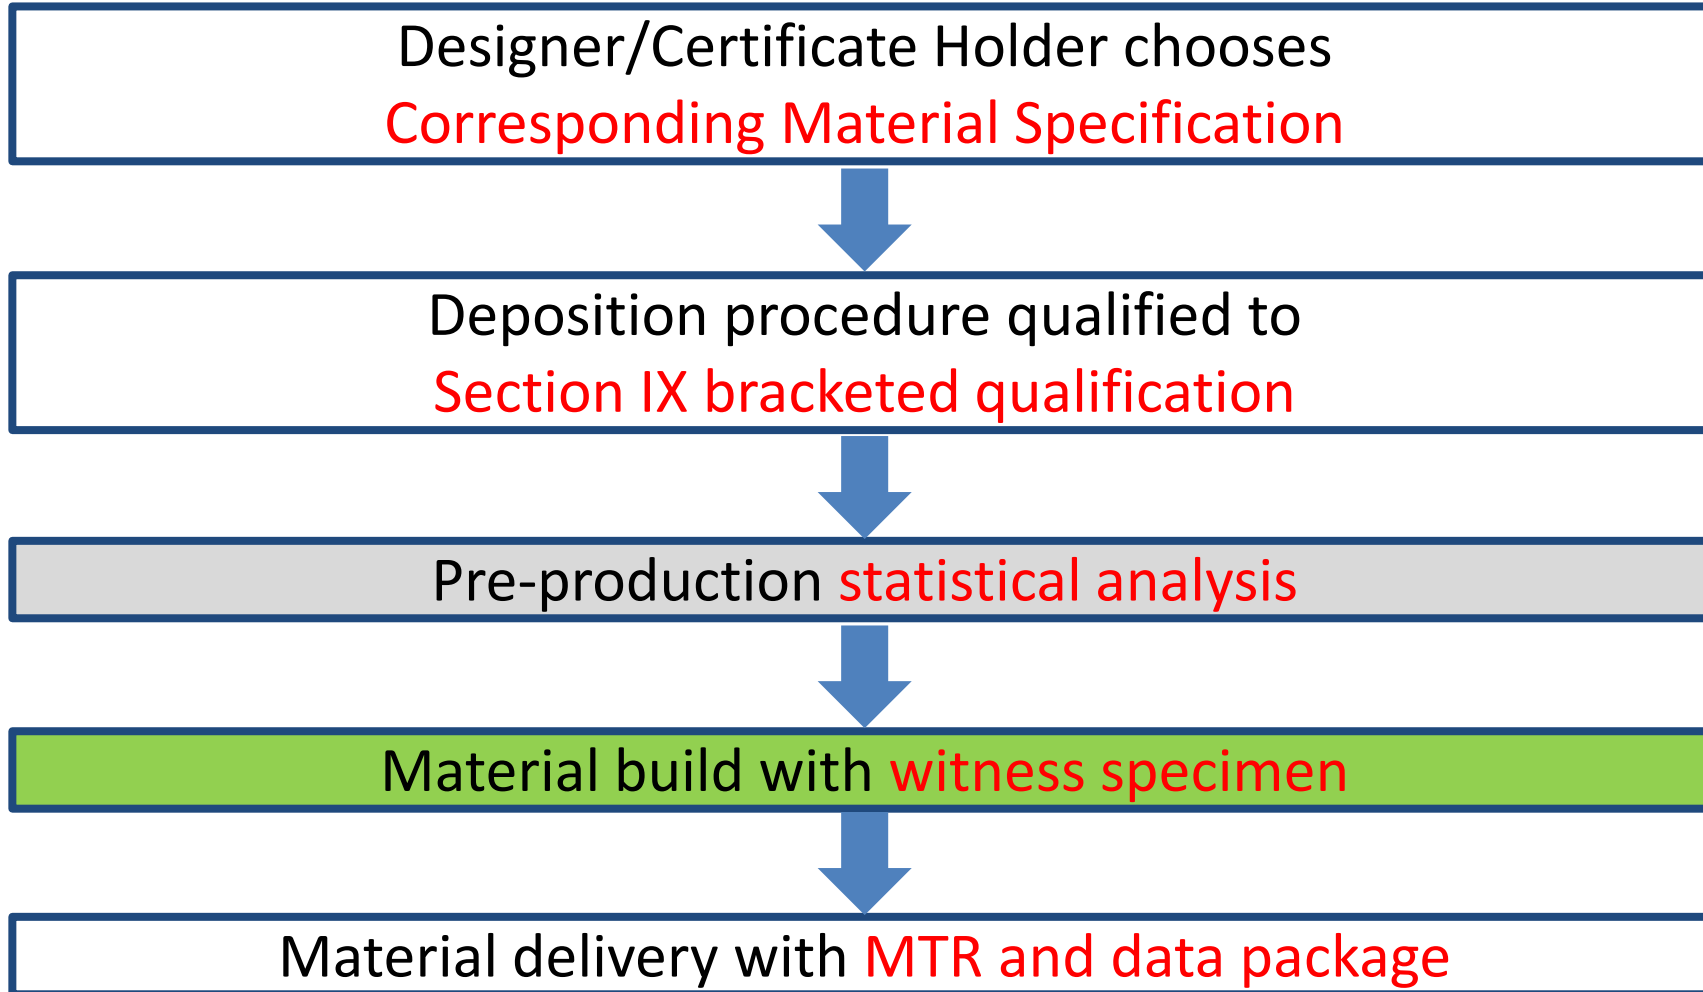 Designer/Certificate Holder chooses
Corresponding Material Specification
Deposition procedure qualified to
Section IX bracketed qualification
Pre-production statistical analysis
Material build with witness specimen
Material delivery with MTR and data package